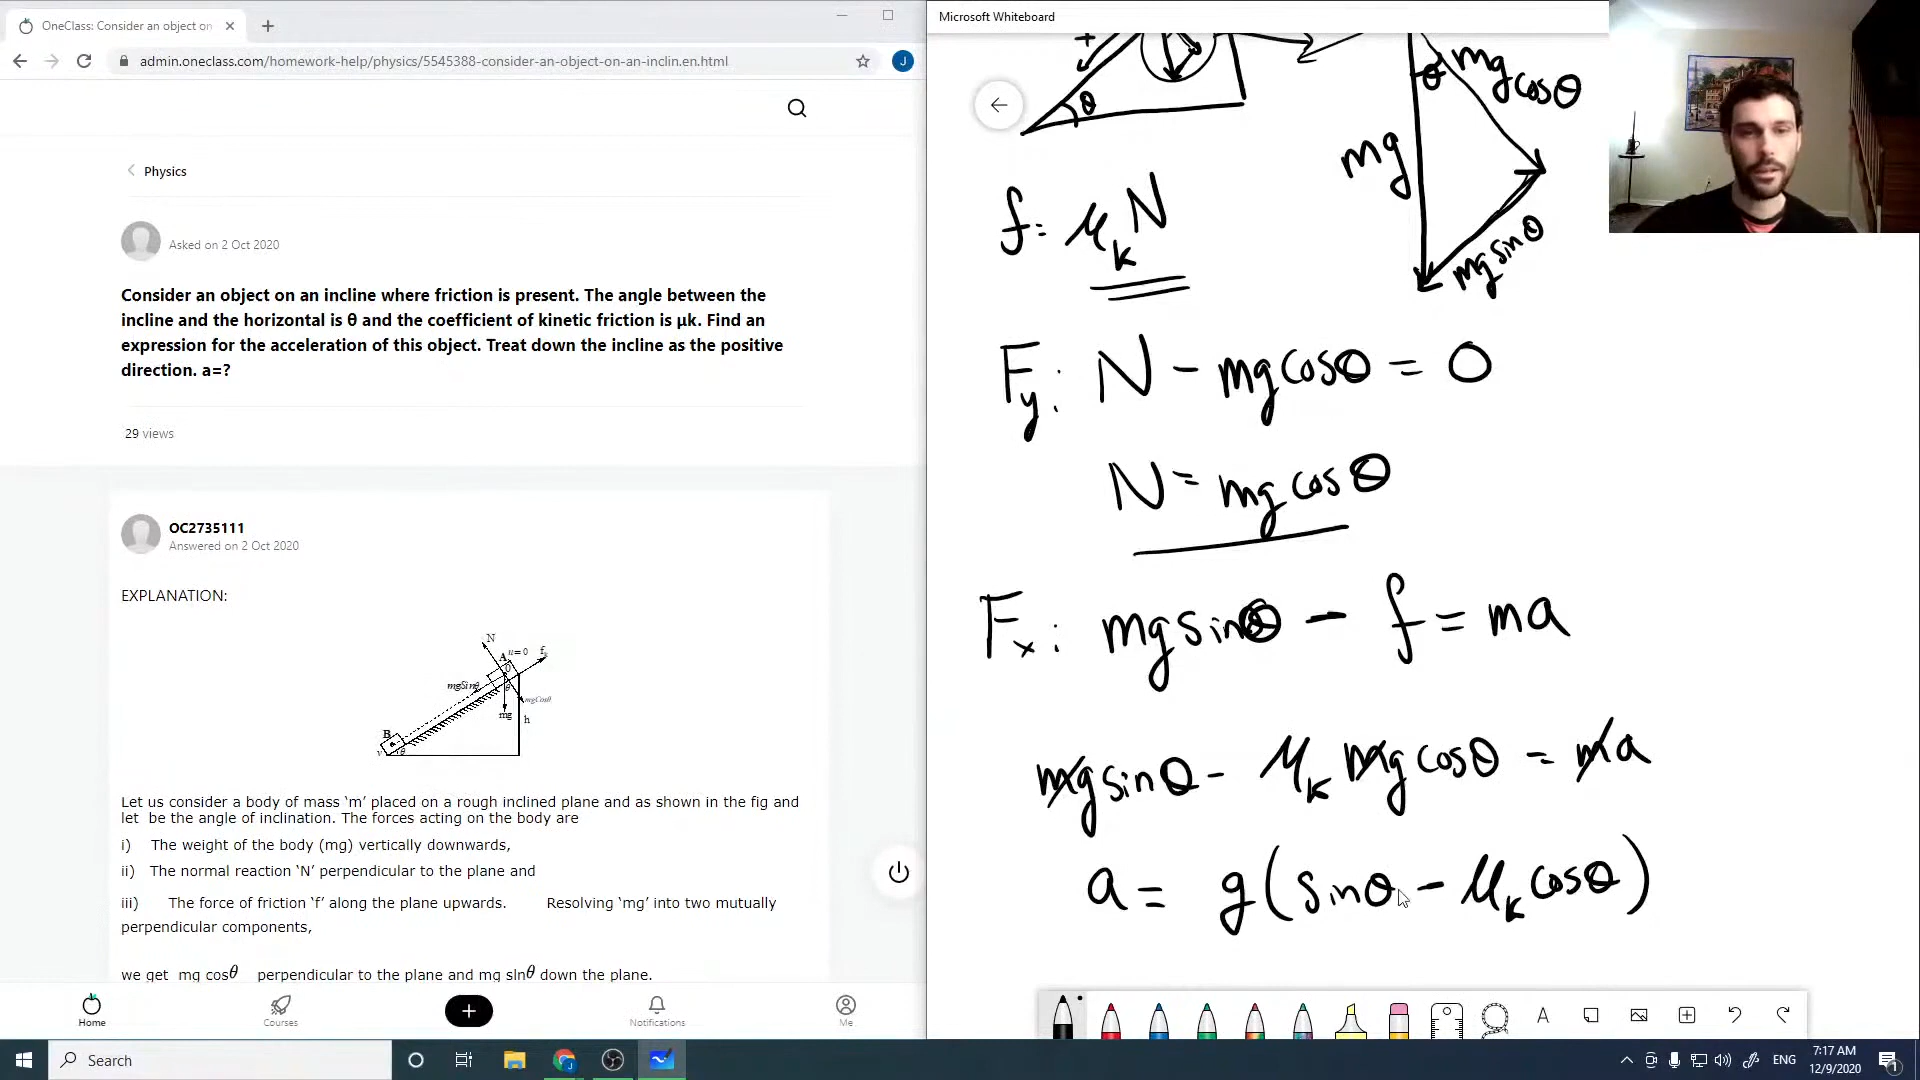 OneClass: Consider an object on
admin.oneclass.com/homework-help/physics/5545388-consider-an-object-on-an-inclin.en.html
J
Physics
Asked on 2 Oct 2020
Consider an object on an incline where friction is present. The angle between the
incline and the horizontal is θ and the coefficient of kinetic friction is μk. Find an
expression for the acceleration of this object. Treat down the incline as the positive
direction. a=?
29 views
OC2735111
Answered on 2 Oct 2020
EXPLANATION:
N
A u=0 f
mgSinθ
θ
mgCosθ
mg h
B
θ
Let us consider a body of mass ‘m’ placed on a rough inclined plane and as shown in the fig and
let be the angle of inclination. The forces acting on the body are
i) The weight of the body (mg) vertically downwards,
ii) The normal reaction ‘N’ perpendicular to the plane and
iii) The force of friction ‘f’ along the plane upwards. Resolving ‘mg’ into two mutually
perpendicular components,
we get mg cosθ perpendicular to the plane and mg slnθ down the plane.
Home
Courses
Notifications
Me
Microsoft Whiteboard
+
θ
θ
mg cosθ
mg
mg sinθ
f = μk N
Fy: N - mg cosθ = 0
N = mg cosθ
Fx: mg sinθ - f = ma
mg sinθ - μk mg cosθ = ma
a = g(sinθ - μk cosθ)
A
Search
ENG
7:17 AM
12/9/2020
1